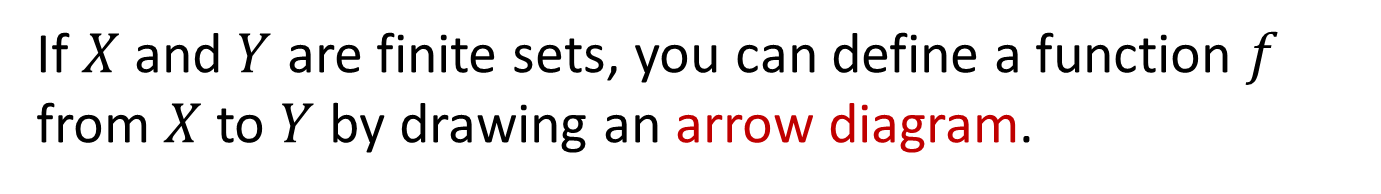 If X and Y are finite sets, you can define a function f
from X to Y by drawing an arrow diagram.